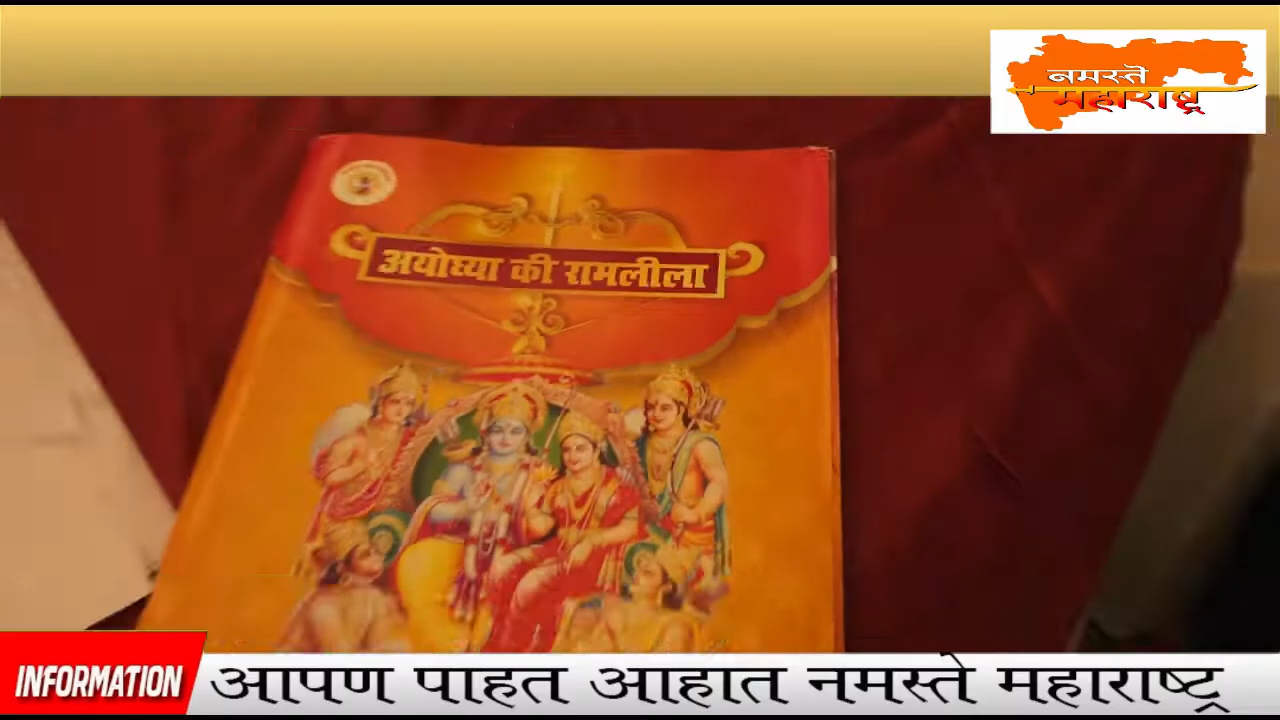 नमस्ते
महाराष्ट्र
अयोध्या की रामलीला
INFORMATION
आपण पाहत आहात नमस्ते महाराष्ट्र